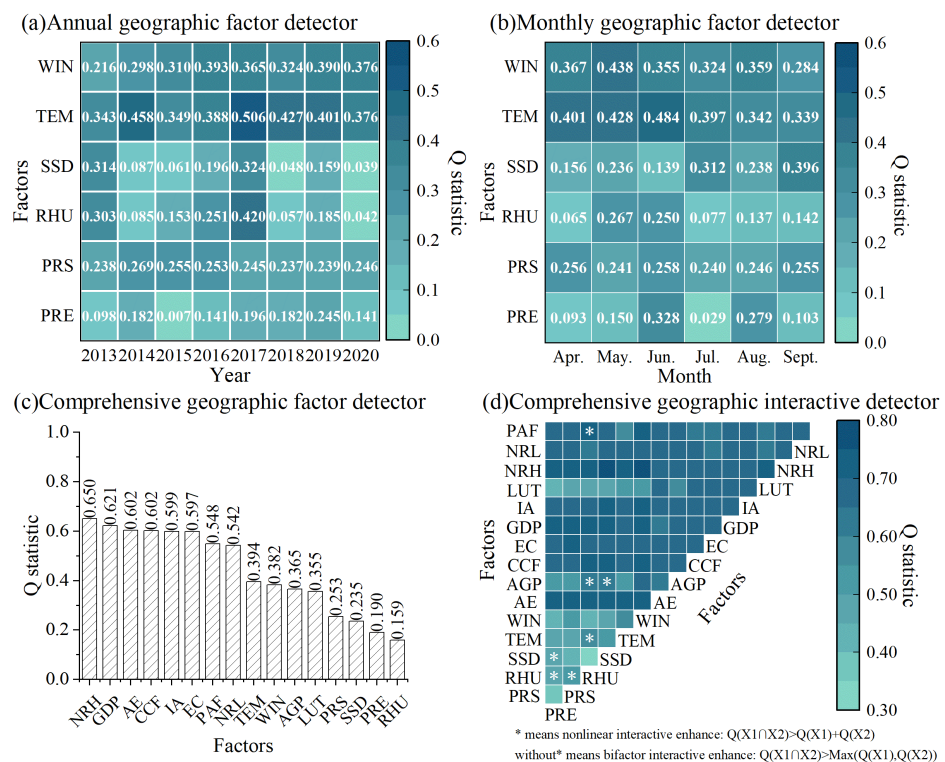 (a)Annual geographic factor detector
Factors
WIN 0.216 0.298 0.310 0.393 0.365 0.324 0.390 0.376
TEM 0.343 0.458 0.349 0.388 0.506 0.427 0.401 0.376
SSD 0.314 0.087 0.061 0.196 0.324 0.048 0.159 0.039
RHU 0.303 0.085 0.153 0.251 0.420 0.057 0.185 0.042
PRS 0.238 0.269 0.255 0.253 0.245 0.237 0.239 0.246
PRE 0.098 0.182 0.007 0.141 0.196 0.182 0.245 0.141
2013 2014 2015 2016 2017 2018 2019 2020
Year
0.6
0.5
0.4
0.3
0.2
0.1
0.0
Q statistic
(b)Monthly geographic factor detector
Factors
WIN 0.367 0.438 0.355 0.324 0.359 0.284
TEM 0.401 0.428 0.484 0.397 0.342 0.339
SSD 0.156 0.236 0.139 0.312 0.238 0.396
RHU 0.065 0.267 0.250 0.077 0.137 0.142
PRS 0.256 0.241 0.258 0.240 0.246 0.255
PRE 0.093 0.150 0.328 0.029 0.279 0.103
Apr. May. Jun. Jul. Aug. Sept.
Month
0.6
0.5
0.4
0.3
0.2
0.1
0.0
Q statistic
(c)Comprehensive geographic factor detector
Q statistic
1.0
0.8
0.6
0.4
0.2
0.0
0.650 0.621 0.602 0.602 0.599 0.597 0.548 0.542 0.394 0.382 0.365 0.355 0.253 0.235 0.190 0.159
NRH GDP AE CCF IA EC PAF NRL TEM WIN AGP LUT PRS SSD PRE RHU
Factors
(d)Comprehensive geographic interactive detector
Factors
PAF *
NRL NRL
NRH NRH
LUT LUT
IA IA
GDP GDP
EC EC
CCF CCF
AGP * * AGP
AE AE
WIN WIN
TEM * TEM
SSD * SSD
RHU * * RHU
PRS PRS
PRE
Factors
0.80
0.70
0.60
0.50
0.40
0.30
Q statistic
* means nonlinear interactive enhance: Q(X1∩X2)>Q(X1)+Q(X2)
without* means bifactor interactive enhance: Q(X1∩X2)>Max(Q(X1),Q(X2))